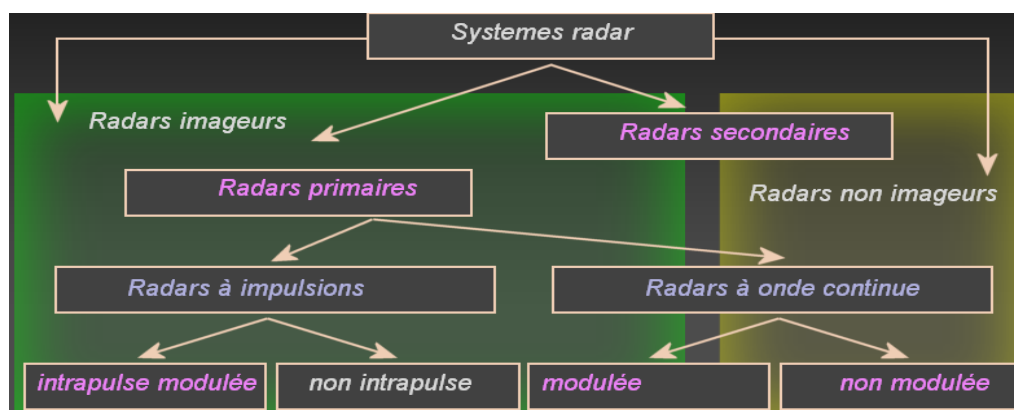 Systemes radar
Radars imageurs
Radars secondaires
Radars primaires
Radars non imageurs
Radars à impulsions
Radars à onde continue
intrapulse modulée
non intrapulse
modulée
non modulée